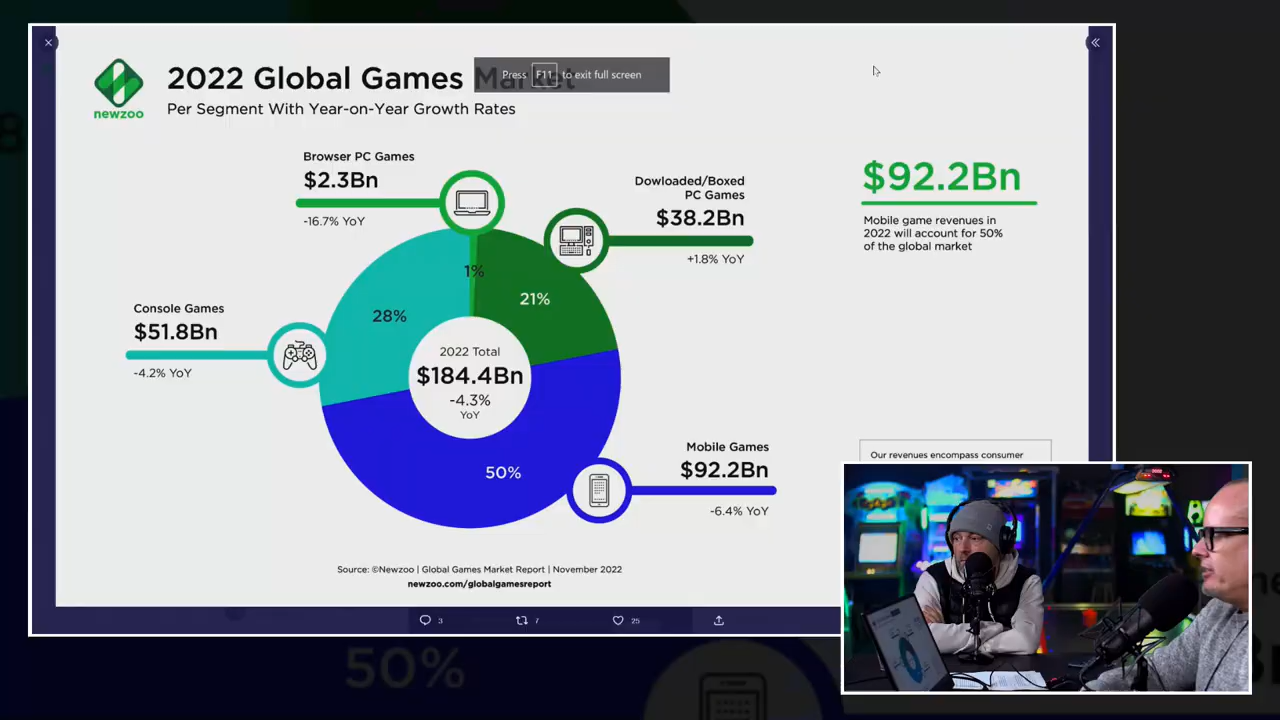 2022 Global Games Market
Press F11 to exit full screen
newzoo
Per Segment With Year-on-Year Growth Rates
Browser PC Games
$2.3Bn
-16.7% YoY
Dowloaded/Boxed
PC Games
$38.2Bn
+1.8% YoY
$92.2Bn
Mobile game revenues in
2022 will account for 50%
of the global market
1%
21%
28%
Console Games
$51.8Bn
-4.2% YoY
2022 Total
$184.4Bn
-4.3%
YoY
50%
Mobile Games
$92.2Bn
-6.4% YoY
Our revenues encompass consumer
Source: ©Newzoo | Global Games Market Report | November 2022
newzoo.com/globalgamesreport
3
7
25
50%